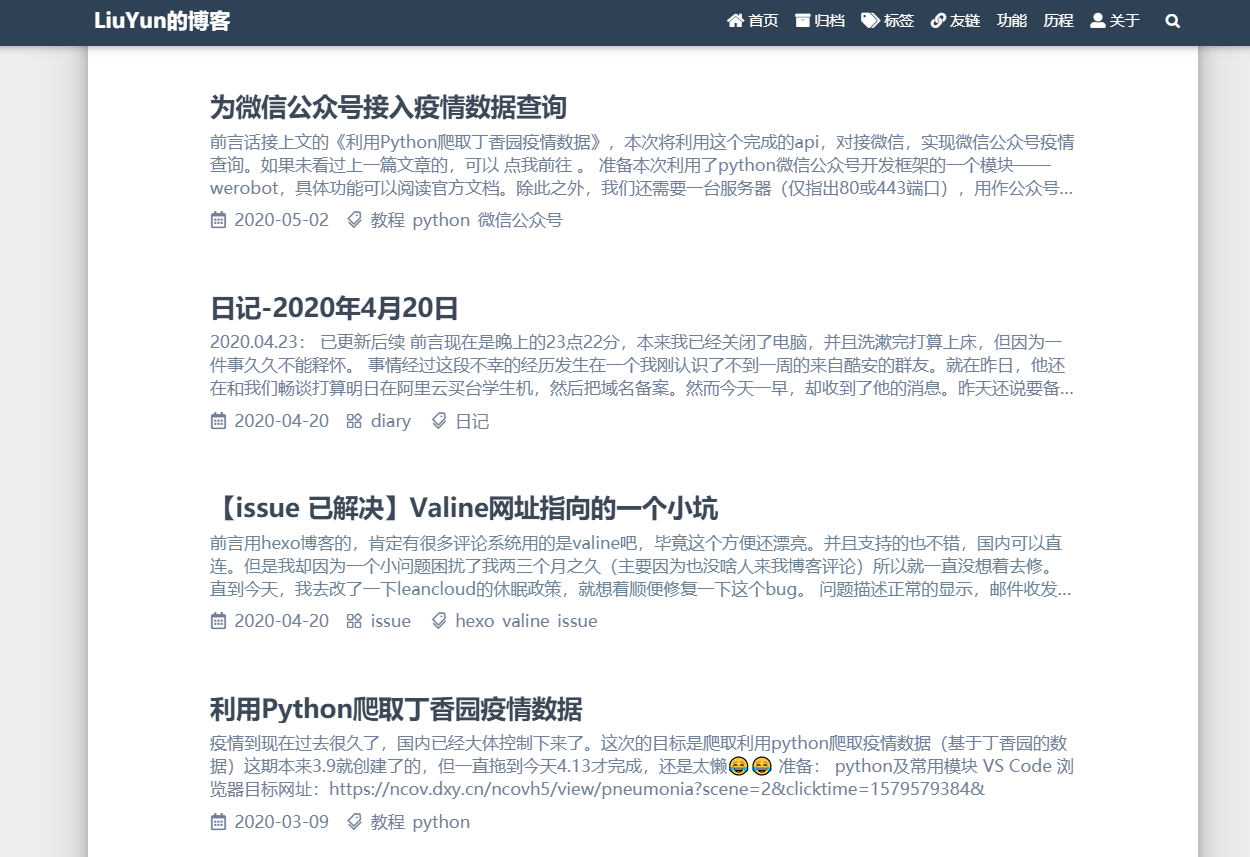 LiuYun的博客
首页 归档 标签 友链 功能 历程 关于
为微信公众号接入疫情数据查询
前言话接上文的《利用Python爬取丁香园疫情数据》，本次将利用这个完成的api，对接微信，实现微信公众号疫情
查询。如果未看过上一篇文章的，可以 点我前往 。 准备本次利用了python微信公众号开发框架的一个模块——
werobot，具体功能可以阅读官方文档。除此之外，我们还需要一台服务器（仅指出80或443端口），用作公众号...
2020-05-02 教程 python 微信公众号
日记-2020年4月20日
2020.04.23： 已更新后续 前言现在是晚上的23点22分，本来我已经关闭了电脑，并且洗漱完打算上床，但因为一
件事久久不能释怀。 事情经过这段不幸的经历发生在一个我刚认识了不到一周的来自酷安的群友。就在昨日，他还
在和我们畅谈打算明日在阿里云买台学生机，然后把域名备案。然而今天一早，却收到了他的消息。昨天还说要备...
2020-04-20 diary 日记
【issue 已解决】Valine网址指向的一个小坑
前言用hexo博客的，肯定有很多评论系统用的是valine吧，毕竟这个方便还漂亮。并且支持的也不错，国内可以直
连。但是我却因为一个小问题困扰了我两三个月之久（主要因为也没啥人来我博客评论）所以就一直没想着去修。
直到今天，我去改了一下leancloud的休眠政策，就想着顺便修复一下这个bug。 问题描述正常的显示，邮件收发...
2020-04-20 issue hexo valine issue
利用Python爬取丁香园疫情数据
疫情到现在过去很久了，国内已经大体控制下来了。这次的目标是爬取利用python爬取疫情数据（基于丁香园的数
据）这期本来3.9就创建了的，但一直拖到今天4.13才完成，还是太懒😂😂 准备： python及常用模块 VS Code 浏
览器目标网址：https://ncov.dxy.cn/ncovh5/view/pneumonia?scene=2&clicktime=1579579384&
2020-03-09 教程 python